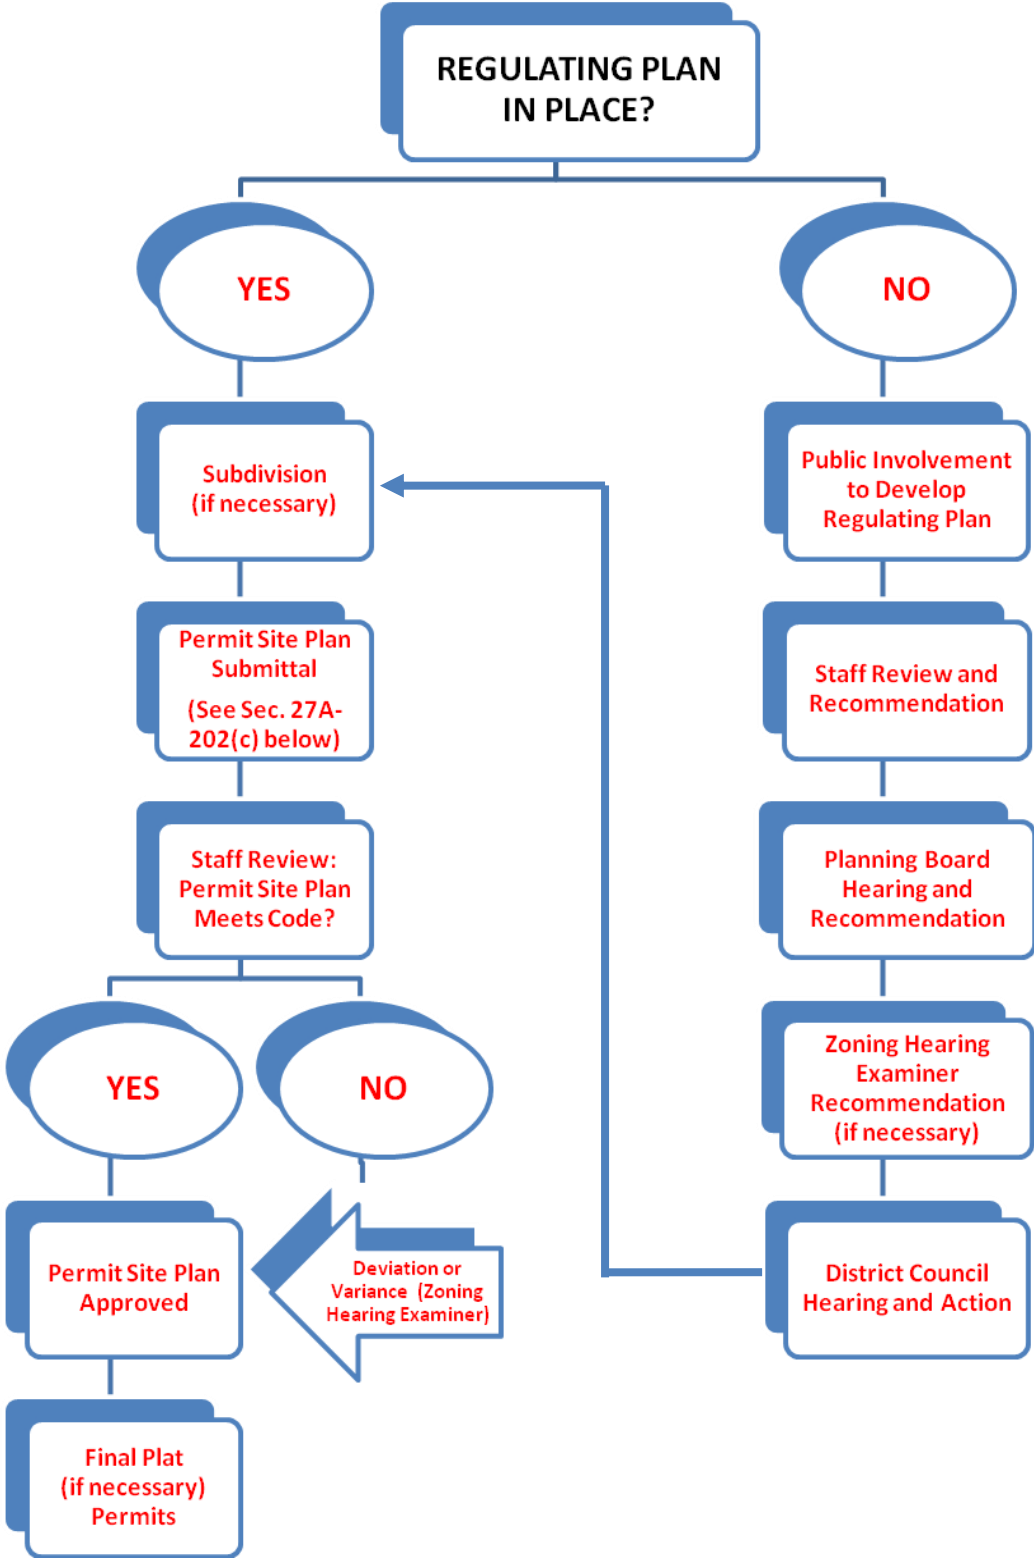 REGULATING PLAN
IN PLACE?
YES
NO
Subdivision
(if necessary)
Public Involvement
to Develop
Regulating Plan
Permit Site Plan
Submittal
(See Sec. 27A-
202(c) below)
Staff Review and
Recommendation
Staff Review:
Permit Site Plan
Meets Code?
Planning Board
Hearing and
Recommendation
YES
NO
Zoning Hearing
Examiner
Recommendation
(if necessary)
Permit Site Plan
Approved
Deviation or
Variance (Zoning
Hearing Examiner)
District Council
Hearing and Action
Final Plat
(if necessary)
Permits